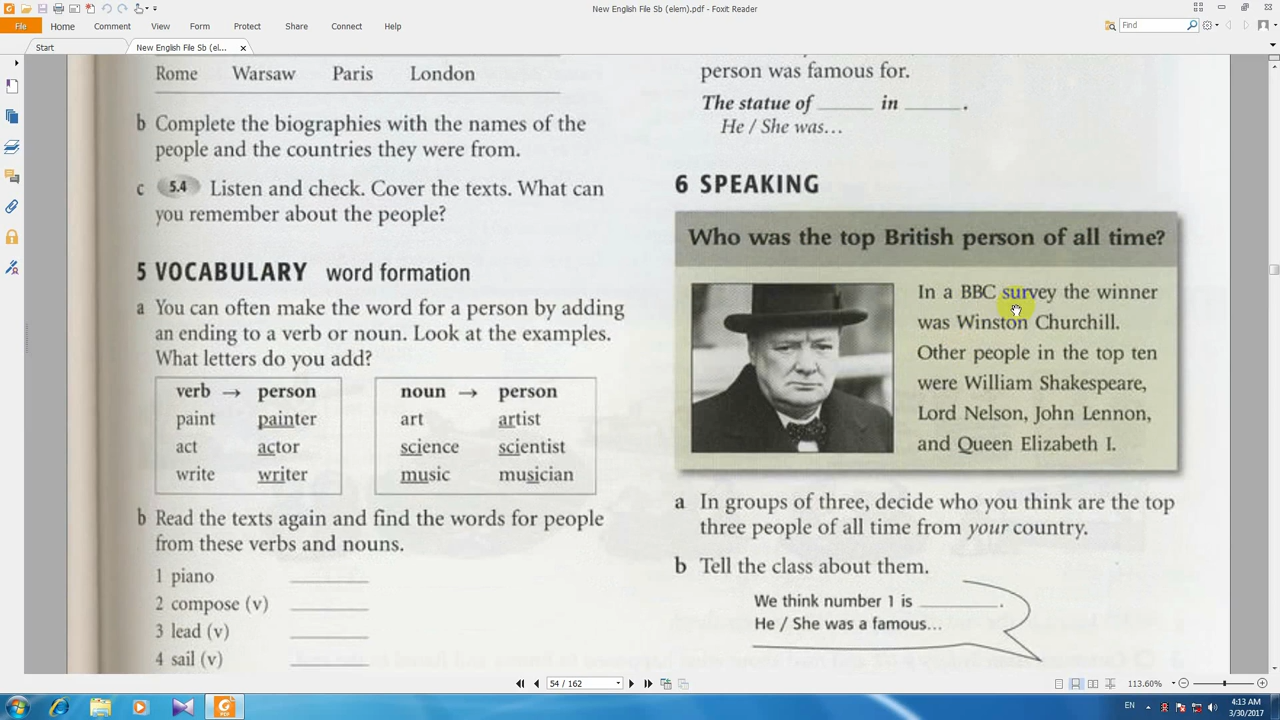 New English File Sb (elem).pdf - Foxit Reader
File Home Comment View Form Protect Share Connect Help
Find
Start New English File Sb (el... ×
Rome Warsaw Paris London
b Complete the biographies with the names of the
people and the countries they were from.
c 5.4 Listen and check. Cover the texts. What can
you remember about the people?
5 VOCABULARY word formation
a You can often make the word for a person by adding
an ending to a verb or noun. Look at the examples.
What letters do you add?
verb → person
paint painter
act actor
write writer
noun → person
art artist
science scientist
music musician
b Read the texts again and find the words for people
from these verbs and nouns.
1 piano
2 compose (v)
3 lead (v)
4 sail (v)
person was famous for.
The statue of ______ in ______.
He / She was...
6 SPEAKING
Who was the top British person of all time?
In a BBC survey the winner
was Winston Churchill.
Other people in the top ten
were William Shakespeare,
Lord Nelson, John Lennon,
and Queen Elizabeth I.
a In groups of three, decide who you think are the top
three people of all time from your country.
b Tell the class about them.
We think number 1 is ________.
He / She was a famous...
54 / 162
113.60%
EN
4:13 AM
3/30/2017